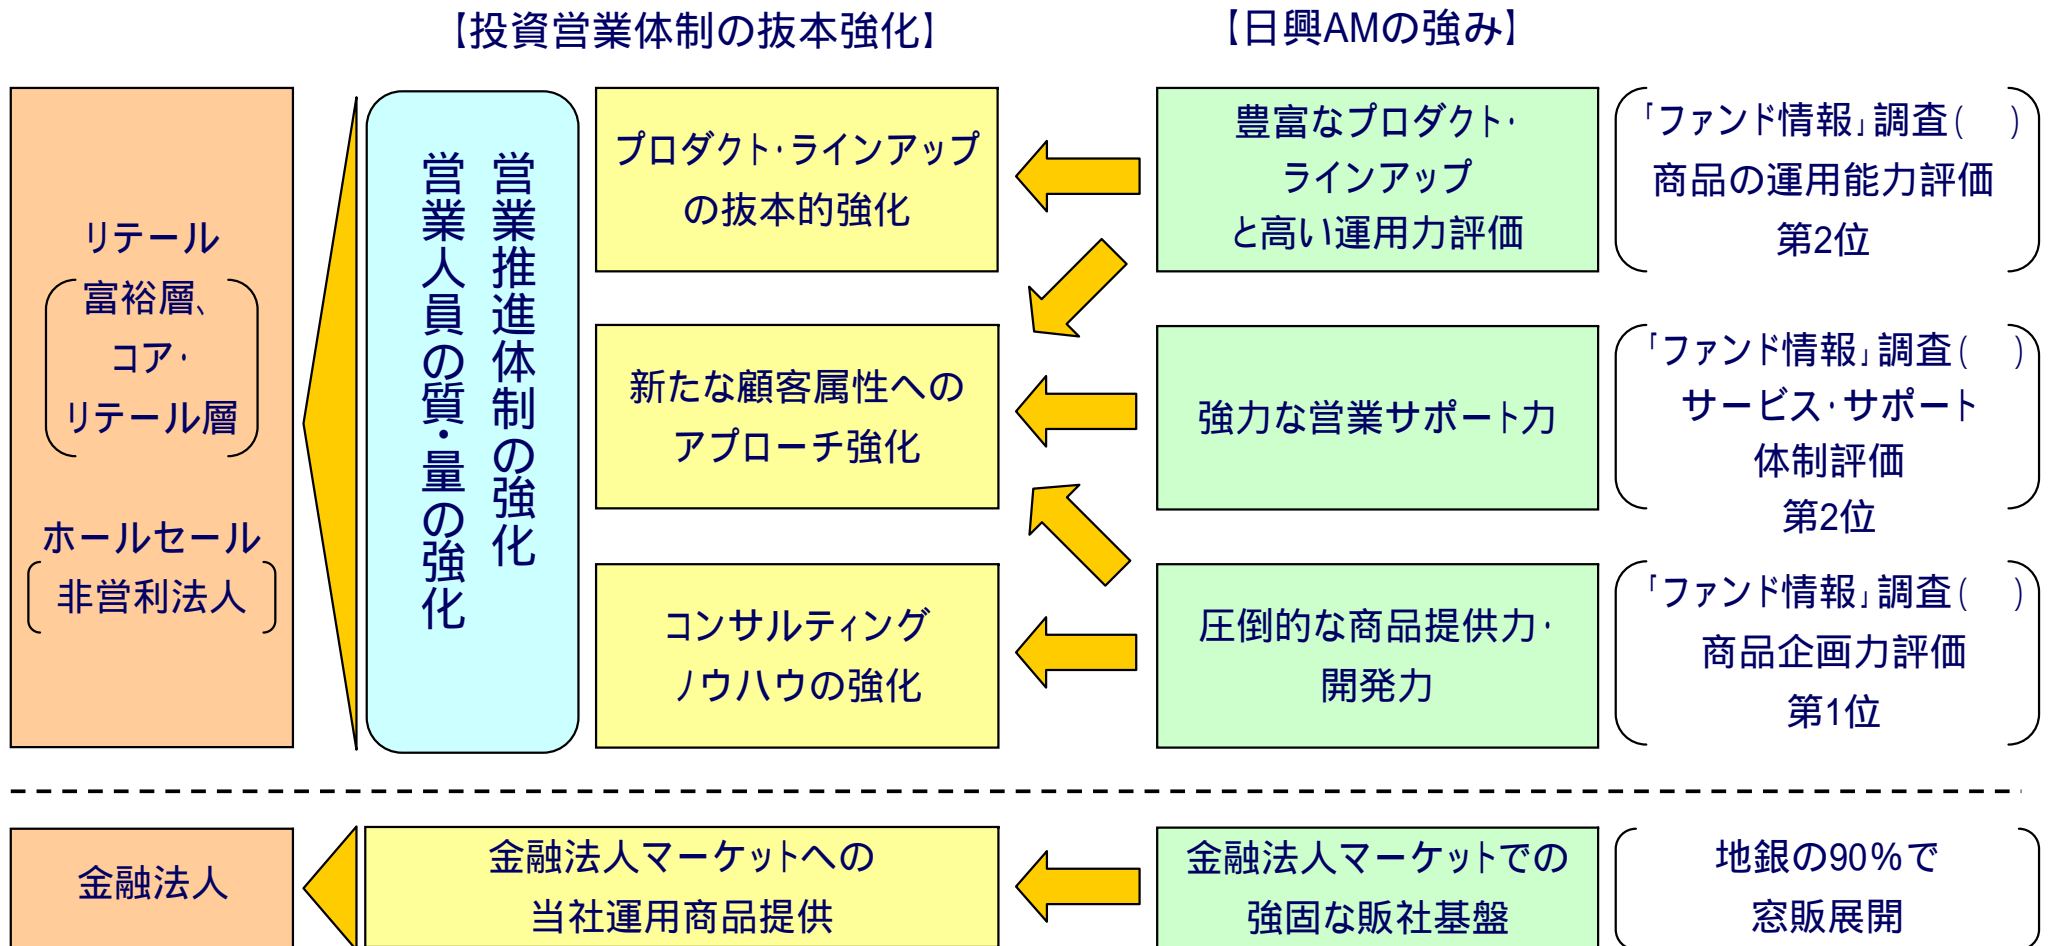 【投資営業体制の抜本強化】
【日興AMの強み】
リテール
富裕層、
コア・
リテール層
ホールセール
非営利法人
営業推進体制の強化
営業人員の質・量の強化
プロダクト・ラインアップ
の抜本的強化
新たな顧客属性への
アプローチ強化
コンサルティング
ノウハウの強化
豊富なプロダクト・
ラインアップ
と高い運用力評価
強力な営業サポート力
圧倒的な商品提供力・
開発力
「ファンド情報」調査( )
商品の運用能力評価
第2位
「ファンド情報」調査( )
サービス・サポート
体制評価
第2位
「ファンド情報」調査( )
商品企画力評価
第1位
金融法人
金融法人マーケットへの
当社運用商品提供
金融法人マーケットでの
強固な販社基盤
地銀の90%で
窓販展開